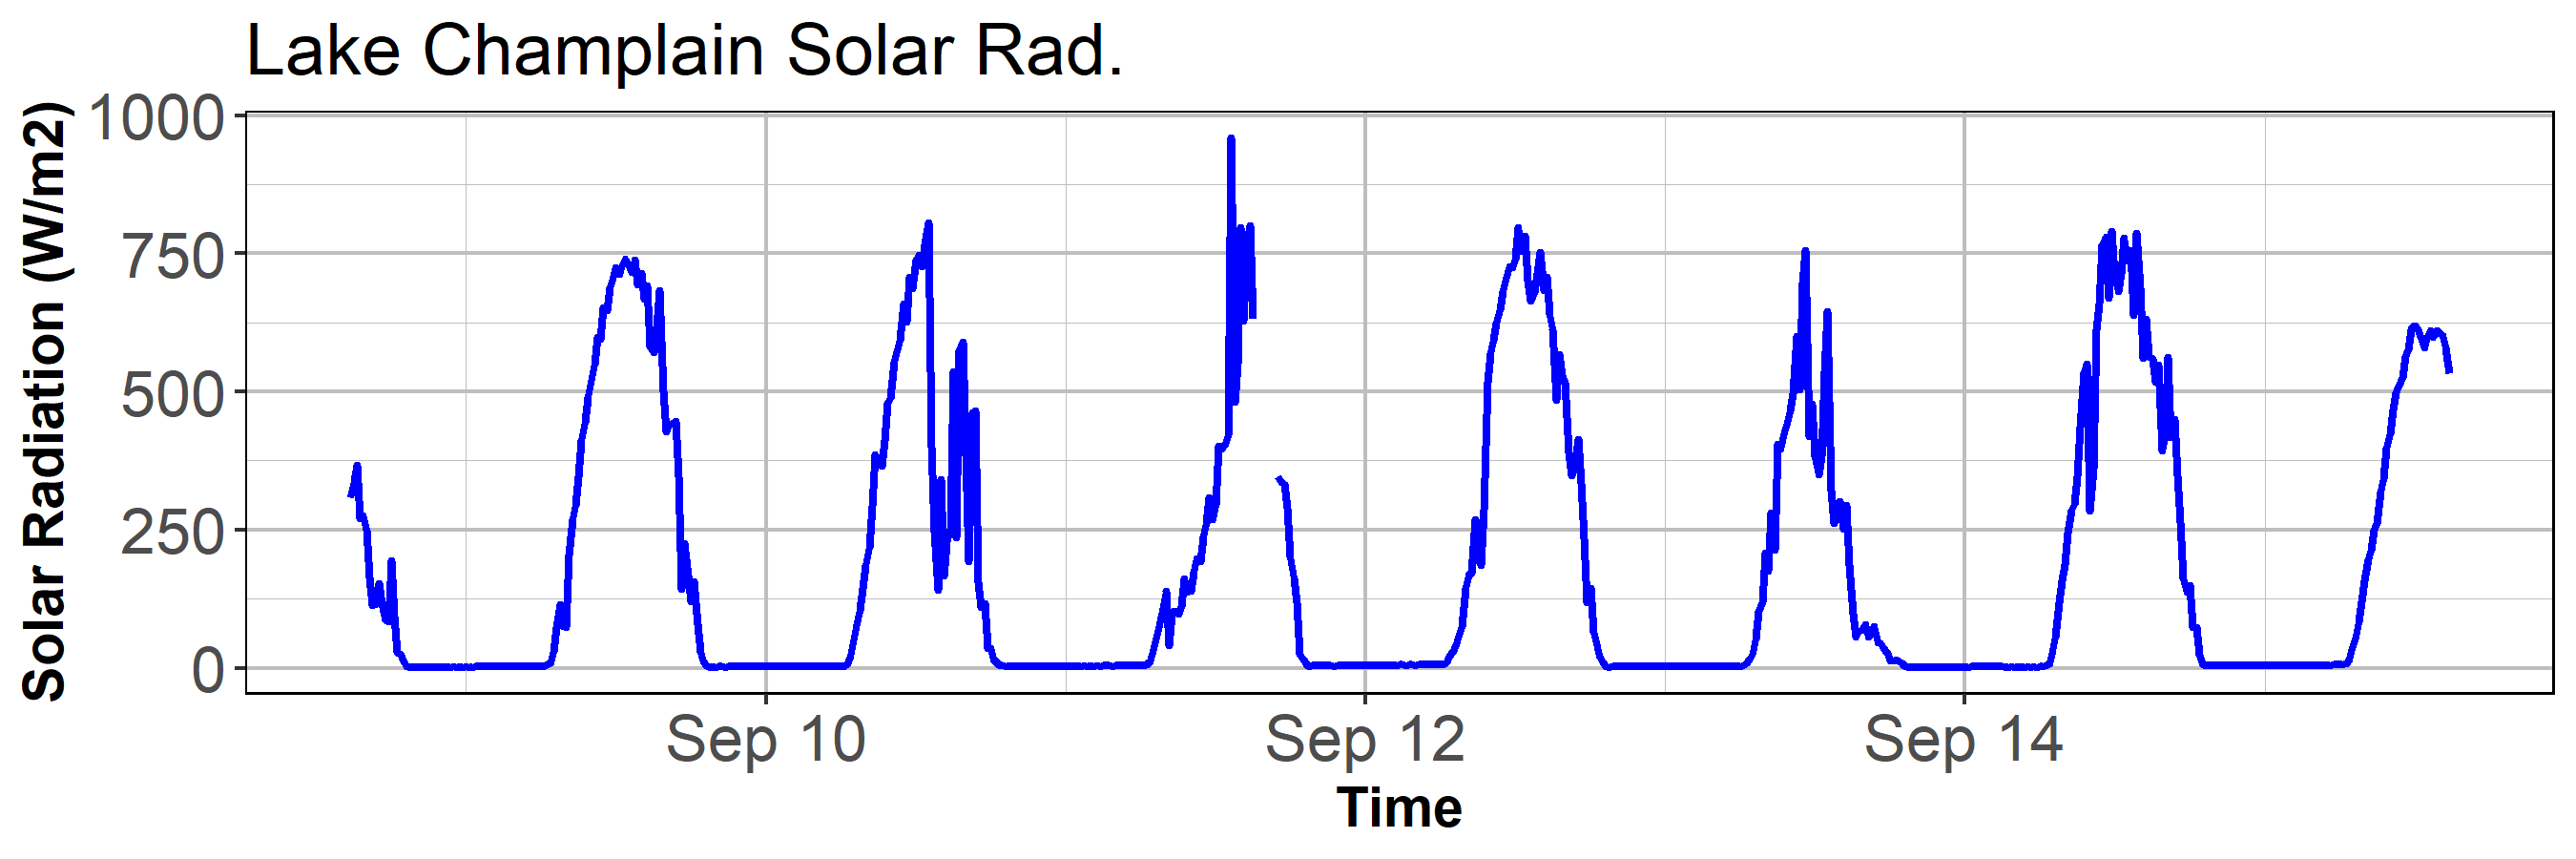 Lake Champlain Solar Rad.
Solar Radiation (W/m2)
1000
750
500
250
0
Sep 10
Sep 12
Sep 14
Time